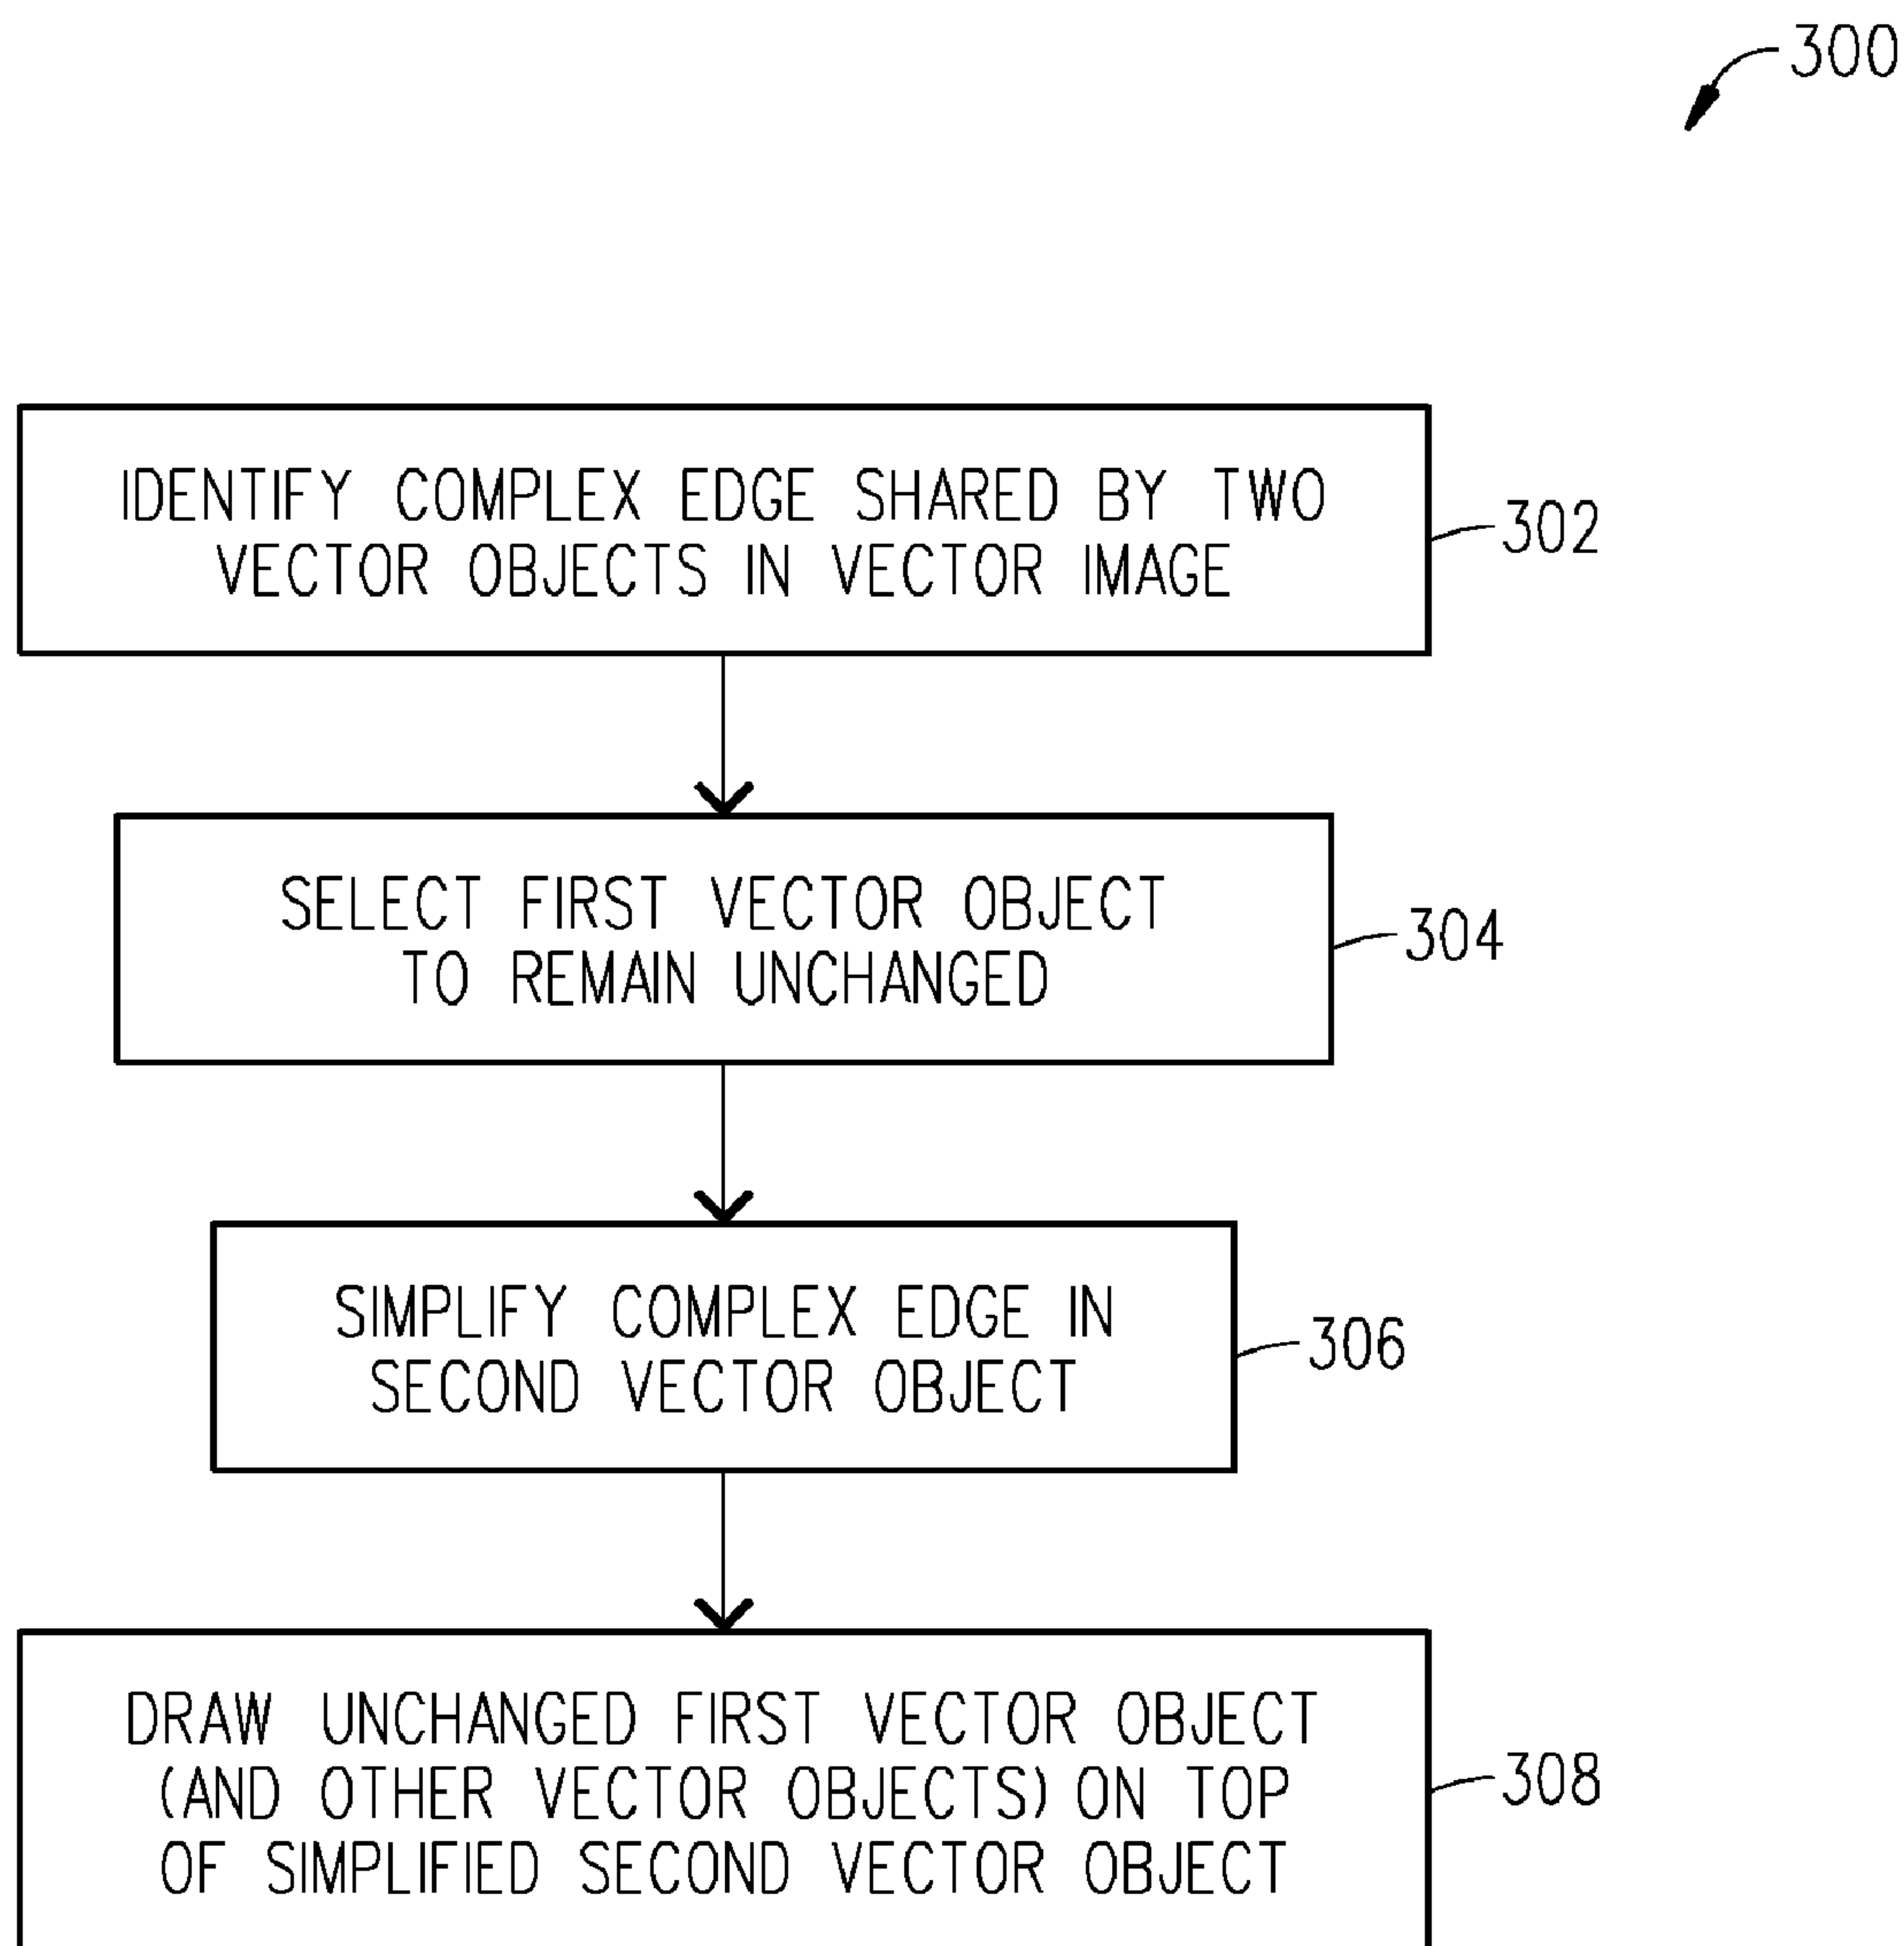 300
IDENTIFY COMPLEX EDGE SHARED BY TWO
VECTOR OBJECTS IN VECTOR IMAGE
302
SELECT FIRST VECTOR OBJECT
TO REMAIN UNCHANGED
304
SIMPLIFY COMPLEX EDGE IN
SECOND VECTOR OBJECT
306
DRAW UNCHANGED FIRST VECTOR OBJECT
(AND OTHER VECTOR OBJECTS) ON TOP
OF SIMPLIFIED SECOND VECTOR OBJECT
308